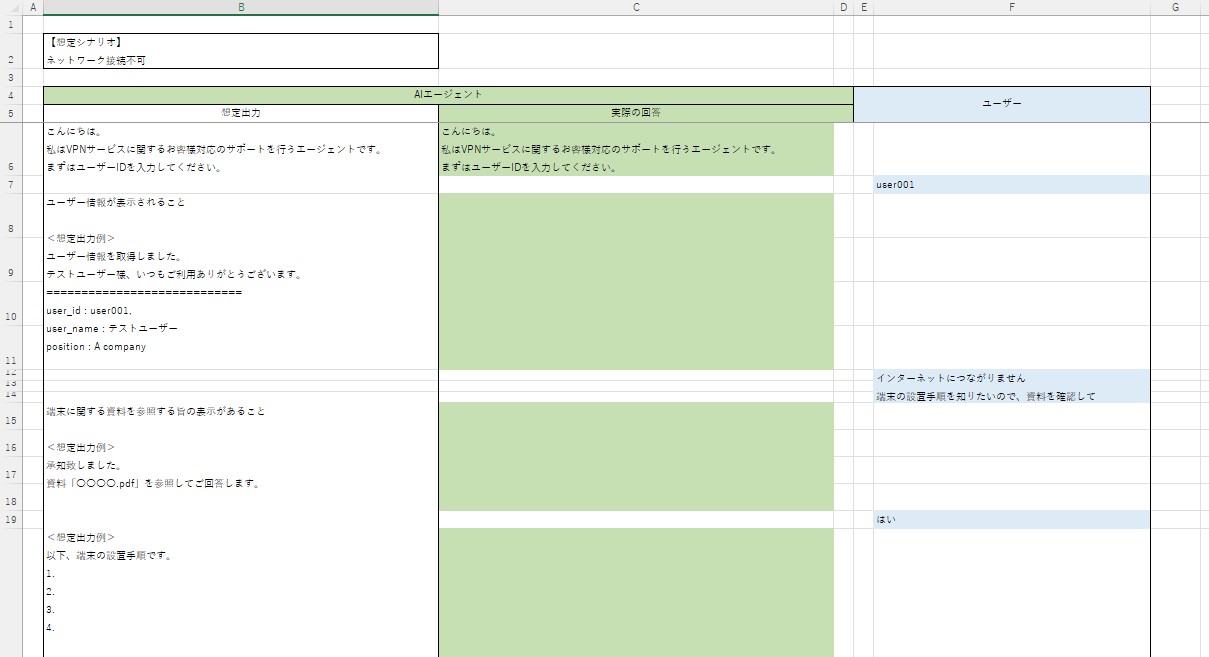 A B C D E F G
1
【想定シナリオ】
2 ネットワーク接続不可
3
4 AIエージェント
ユーザー
5 想定出力 実際の回答
こんにちは。 こんにちは。
私はVPNサービスに関するお客様対応のサポートを行うエージェントです。 私はVPNサービスに関するお客様対応のサポートを行うエージェントです。
6 まずはユーザーIDを入力してください。 まずはユーザーIDを入力してください。
7 user001
ユーザー情報が表示されること
8
＜想定出力例＞
ユーザー情報を取得しました。
9 テストユーザー様、いつもご利用ありがとうございます。
============================
10 user_id : user001,
user_name : テストユーザー
position : A company
11
12
13 インターネットにつながりません
14 端末の設置手順を知りたいので、資料を確認して
端末に関する資料を参照する旨の表示があること
15
16 ＜想定出力例＞
承知致しました。
17 資料「〇〇〇〇.pdf」を参照してご回答します。
18
19 はい
＜想定出力例＞
以下、端末の設置手順です。
1.
2.
3.
4.